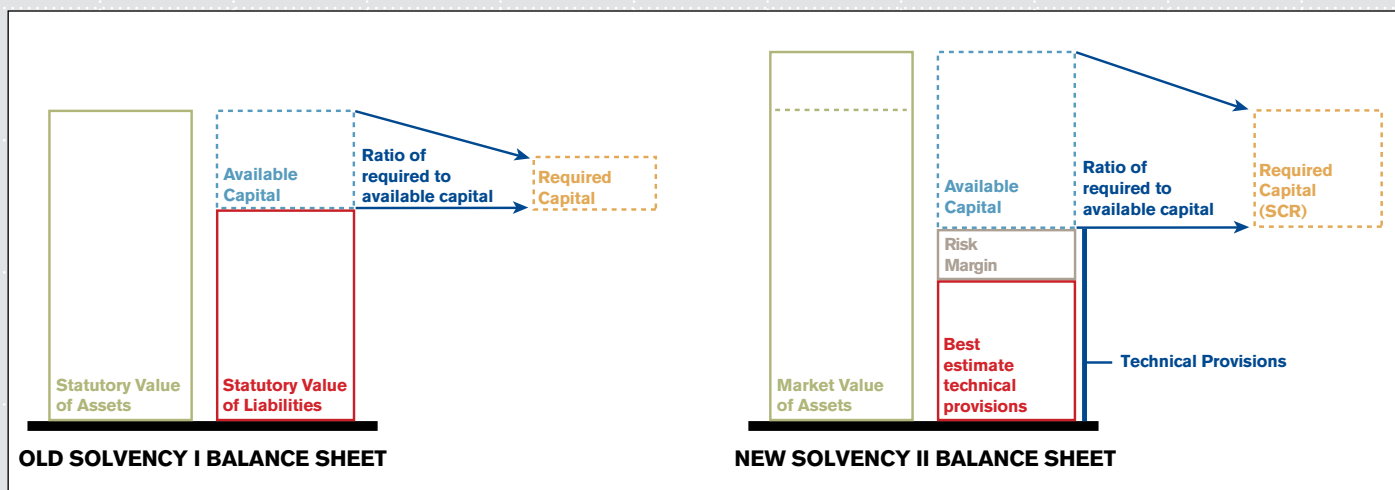 Available
Capital
Ratio of
required to
available capital
Required
Capital
Statutory Value
of Assets
Statutory Value
of Liabilities
OLD SOLVENCY I BALANCE SHEET
Available
Capital
Ratio of
required to
available capital
Required
Capital
(SCR)
Risk
Margin
Best
estimate
technical
provisions
Technical Provisions
Market Value
of Assets
NEW SOLVENCY II BALANCE SHEET